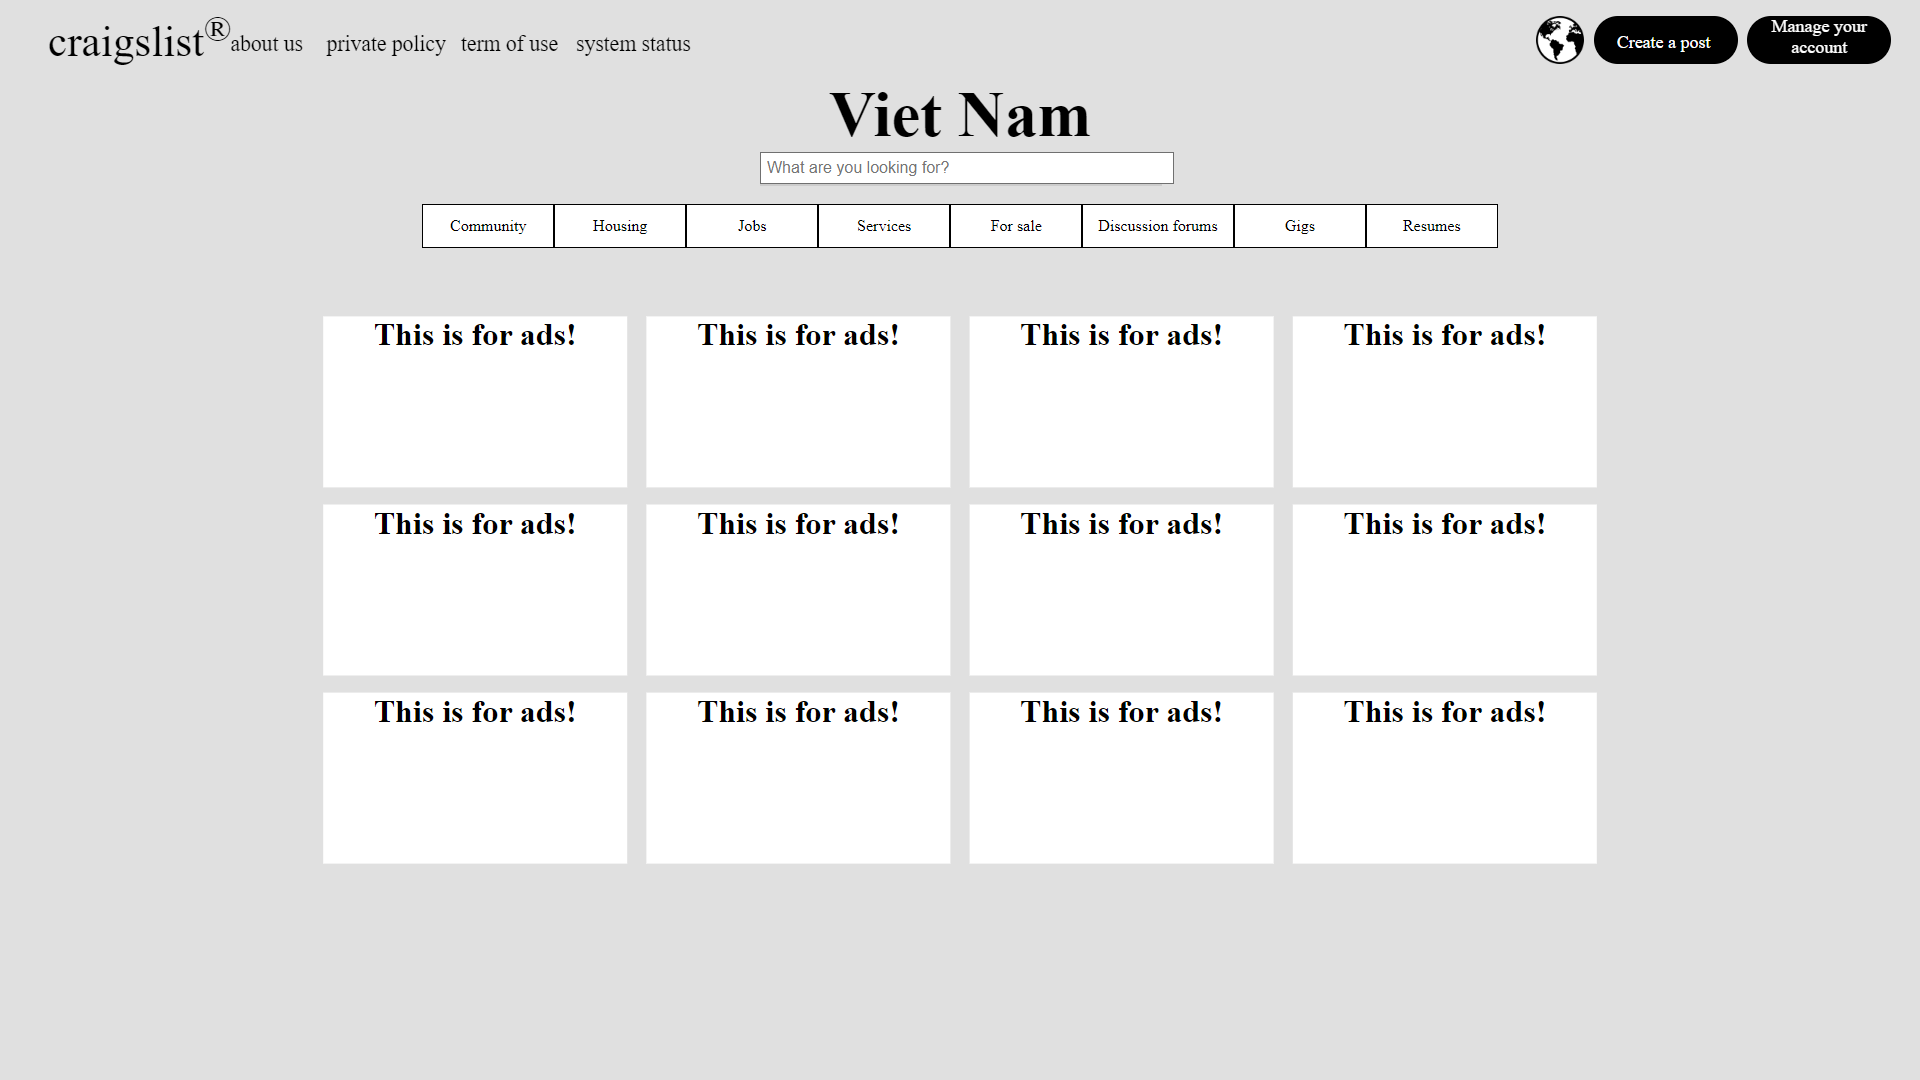 craigslist® about us private policy term of use system status
Create a post
Manage your
account
Viet Nam
What are you looking for?
Community Housing Jobs Services For sale Discussion forums Gigs Resumes
This is for ads! This is for ads! This is for ads! This is for ads!
This is for ads! This is for ads! This is for ads! This is for ads!
This is for ads! This is for ads! This is for ads! This is for ads!